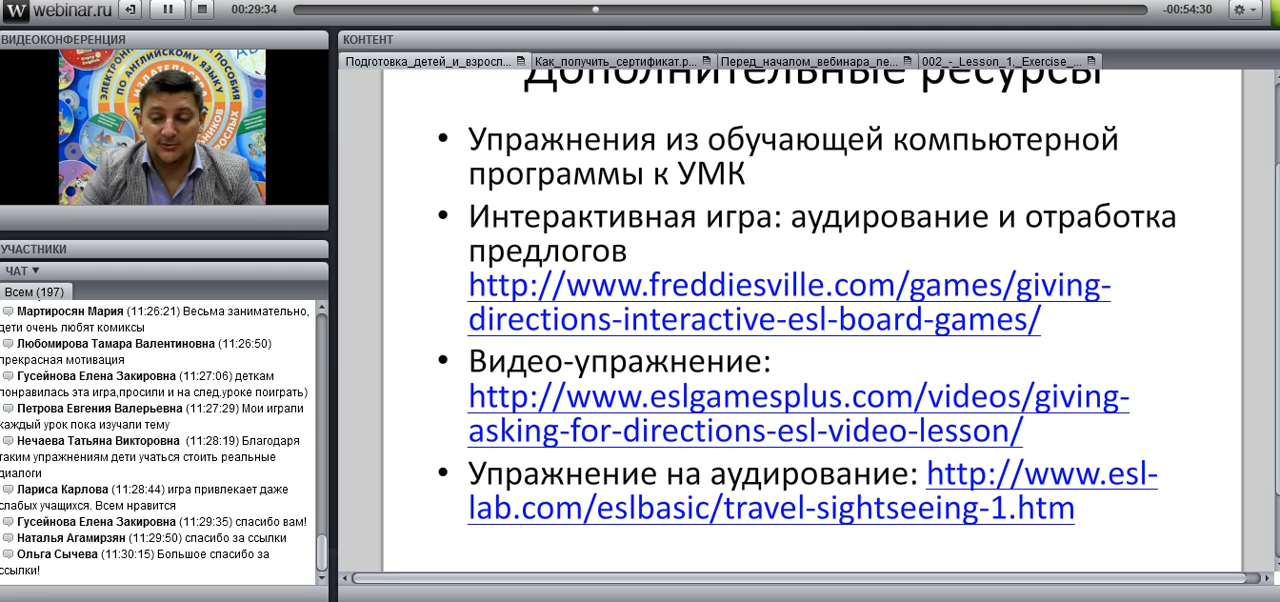 webinar.ru
00:29:34
-00:54:30
ВИДЕОКОНФЕРЕНЦИЯ
УЧАСТНИКИ
ЧАТ ▼
Всем (197)
Мартиросян Мария (11:26:21) Весьма занимательно,
дети очень любят комиксы
Любомирова Тамара Валентиновна (11:26:50)
прекрасная мотивация
Гусейнова Елена Закировна (11:27:06) деткам
понравилась эта игра,просили и на след.уроке поиграть)
Петрова Евгения Валерьевна (11:27:29) Мои играли
каждый урок пока изучали тему
Нечаева Татьяна Викторовна (11:28:19) Благодаря
таким упражнениям дети учаться стоить реальные
диалоги
Лариса Карлова (11:28:44) игра привлекает даже
слабых учащихся. Всем нравится
Гусейнова Елена Закировна (11:29:35) спасибо вам!
Наталья Агамирзян (11:29:50) спасибо за ссылки
Ольга Сычева (11:30:15) Большое спасибо за
ссылки!
КОНТЕНТ
Подготовка_детей_и_взросл... Как_получить_сертификат.p... Перед_началом_вебинара_пе... 002_-_Lesson_1,_Exercise_...
Дополнительные ресурсы
• Упражнения из обучающей компьютерной
программы к УМК
• Интерактивная игра: аудирование и отработка
предлогов
http://www.freddiesville.com/games/giving-
directions-interactive-esl-board-games/
• Видео-упражнение:
http://www.eslgamesplus.com/videos/giving-
asking-for-directions-esl-video-lesson/
• Упражнение на аудирование: http://www.esl-
lab.com/eslbasic/travel-sightseeing-1.htm